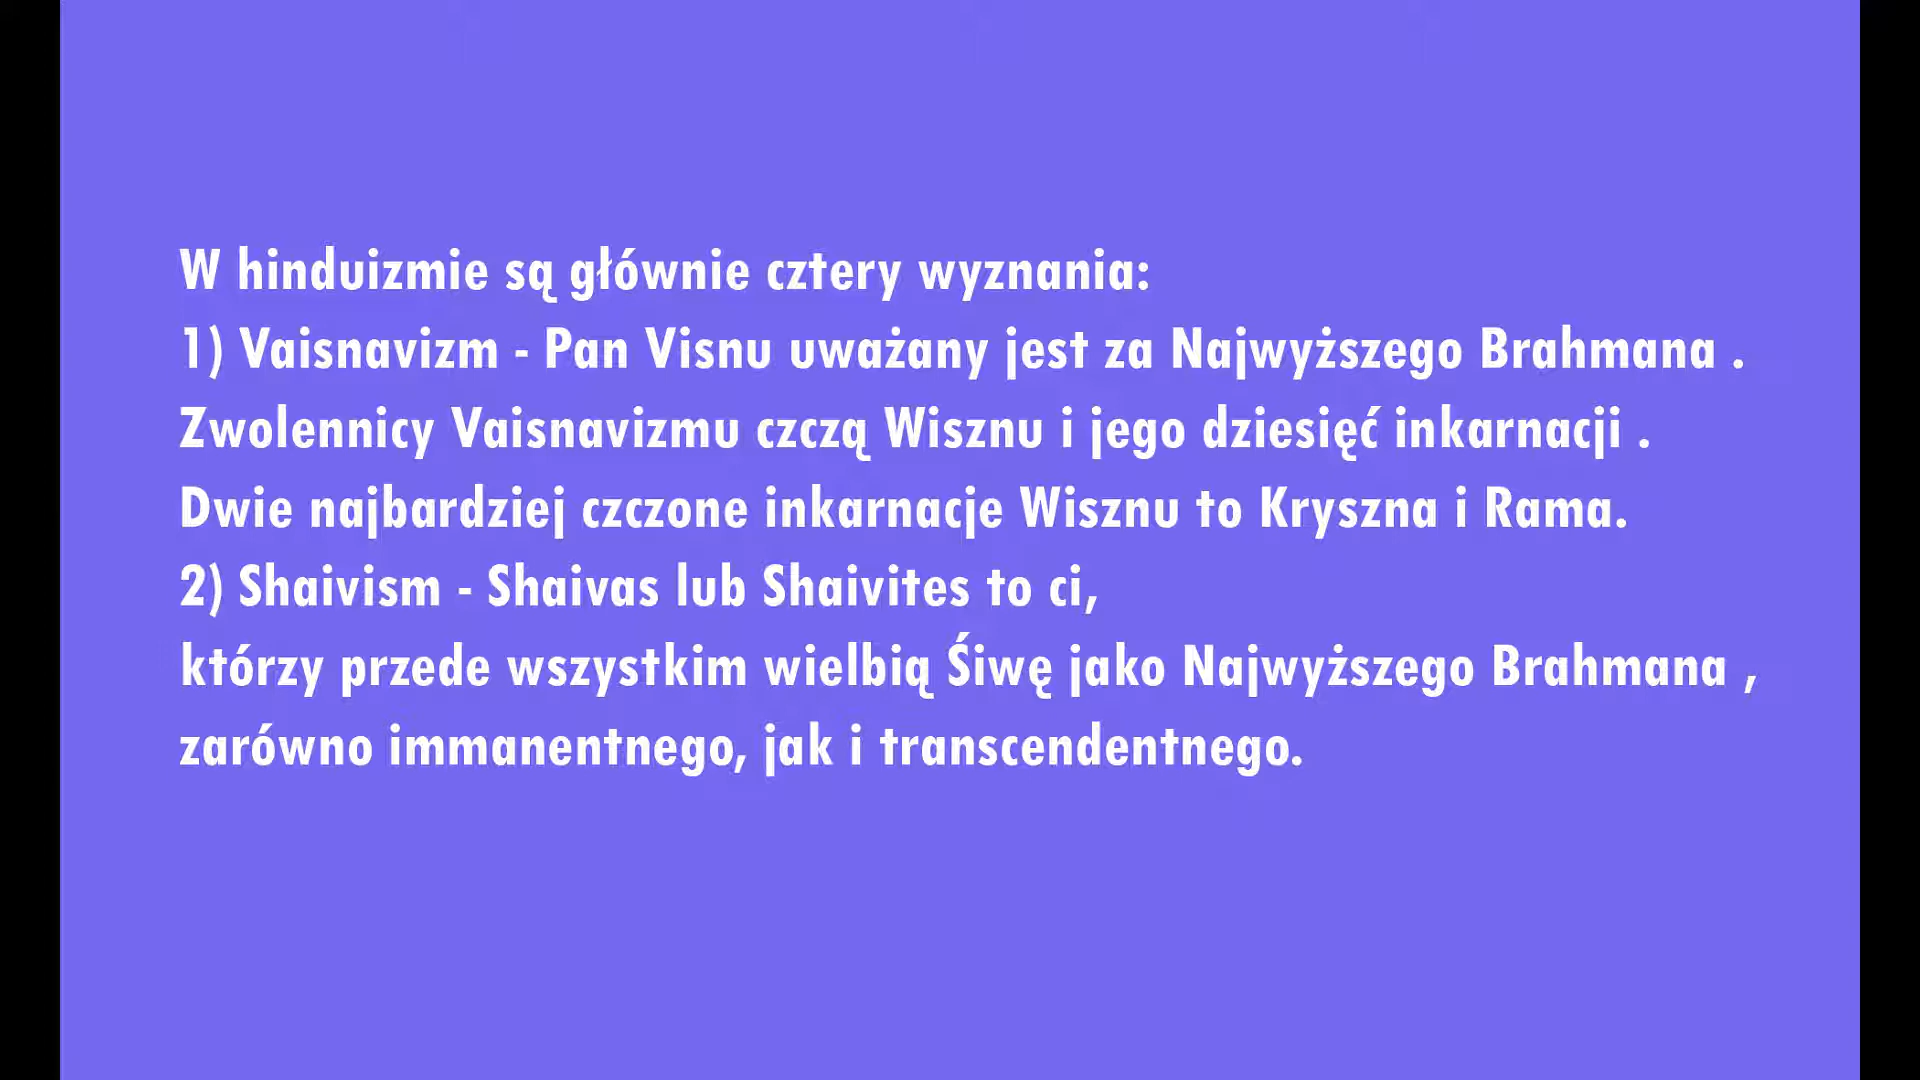 W hinduizmie są głównie cztery wyznania:
1) Vaisnavizm - Pan Visnu uważany jest za Najwyższego Brahmana .
Zwolennicy Vaisnavizmu czczą Wisznu i jego dziesięć inkarnacji .
Dwie najbardziej czczone inkarnacje Wisznu to Kryszna i Rama.
2) Shaivism - Shaivas lub Shaivites to ci,
którzy przede wszystkim wielbią Śiwę jako Najwyższego Brahmana ,
zarówno immanentnego, jak i transcendentnego.